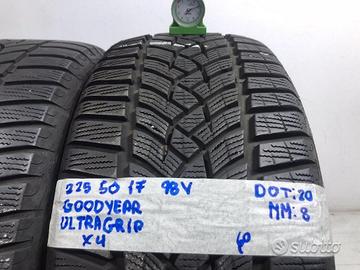 225 50 17 98V
DOT:20
GOODYEAR
MM:8
ULTRAGRIP
X4
subito